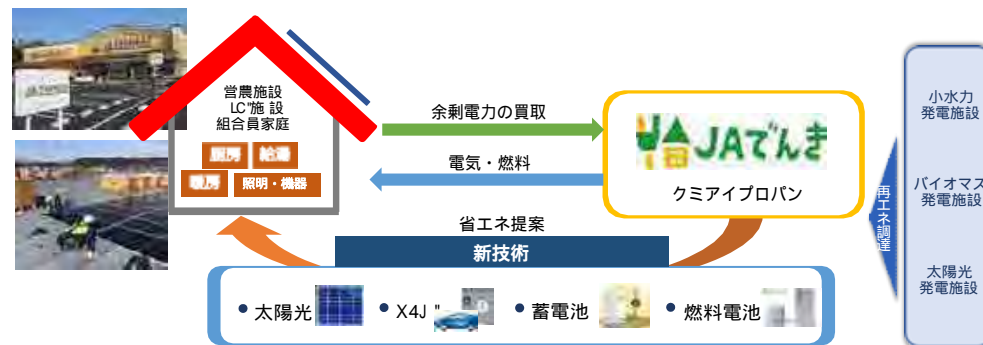 営農施設
LC"施 設
組合員家庭
厨房 給湯
暖房 照明・機器
余剰電力の買取
電気・燃料
JAでんき
クミアイプロパン
省エネ提案
新技術
• 太陽光
• X4J "
• 蓄電池
• 燃料電池
再エネ調達
小水力
発電施設
バイオマス
発電施設
太陽光
発電施設